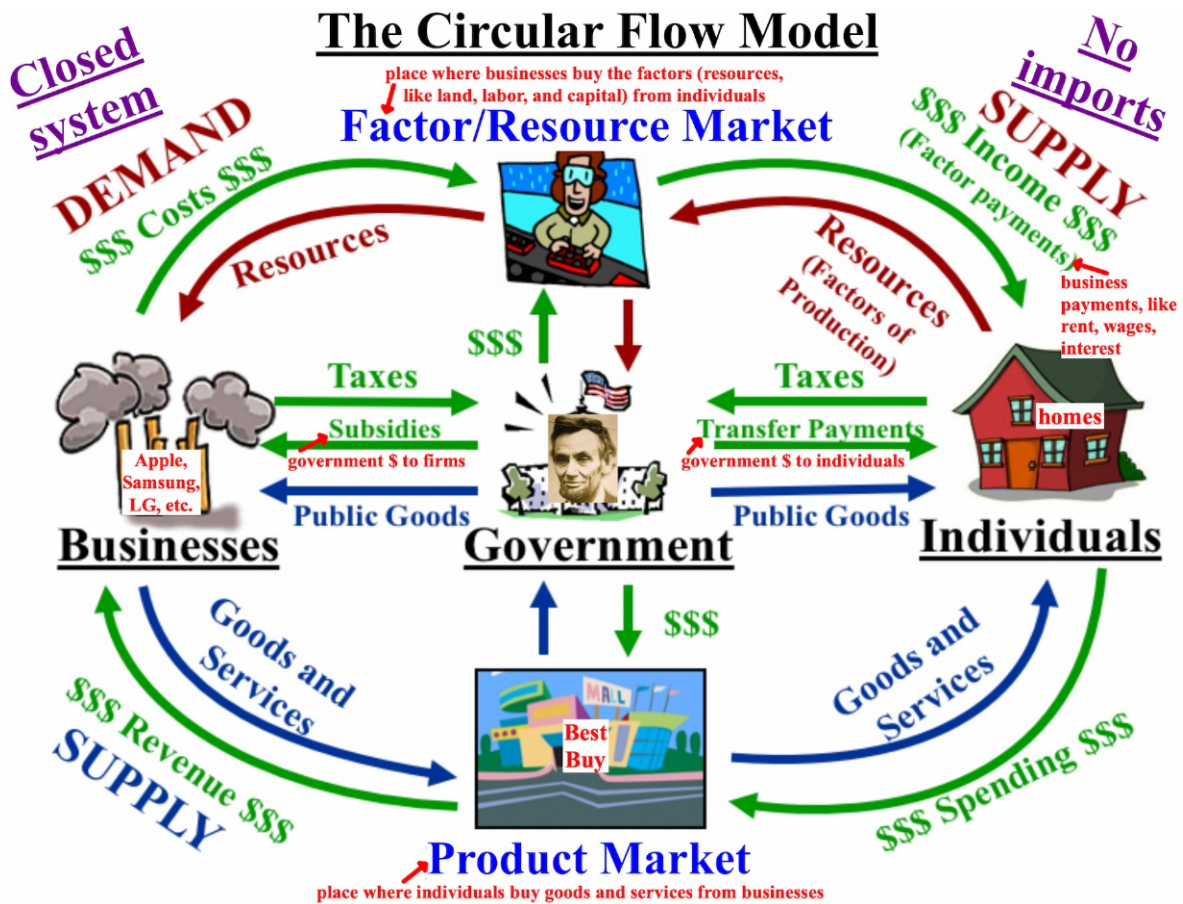 The Circular Flow Model
Closed
system
No
imports
place where businesses buy the factors (resources,
like land, labor, and capital) from individuals
Factor/Resource Market
DEMAND
$$$ Costs $$$
Resources
SUPPLY
$$$ Income $$$
(Factor payments)
Resources
(Factors of
Production)
business
payments, like
rent, wages,
interest
$$$
Taxes
Subsidies
government $ to firms
Public Goods
Taxes
Transfer Payments
government $ to individuals
Public Goods
Apple,
Samsung,
LG, etc.
homes
Businesses
Government
Individuals
Goods and
Services
$$$ Revenue $$$
SUPPLY
$$$
MALL
Best
Buy
Goods and
Services
$$$ Spending $$$
Product Market
place where individuals buy goods and services from businesses